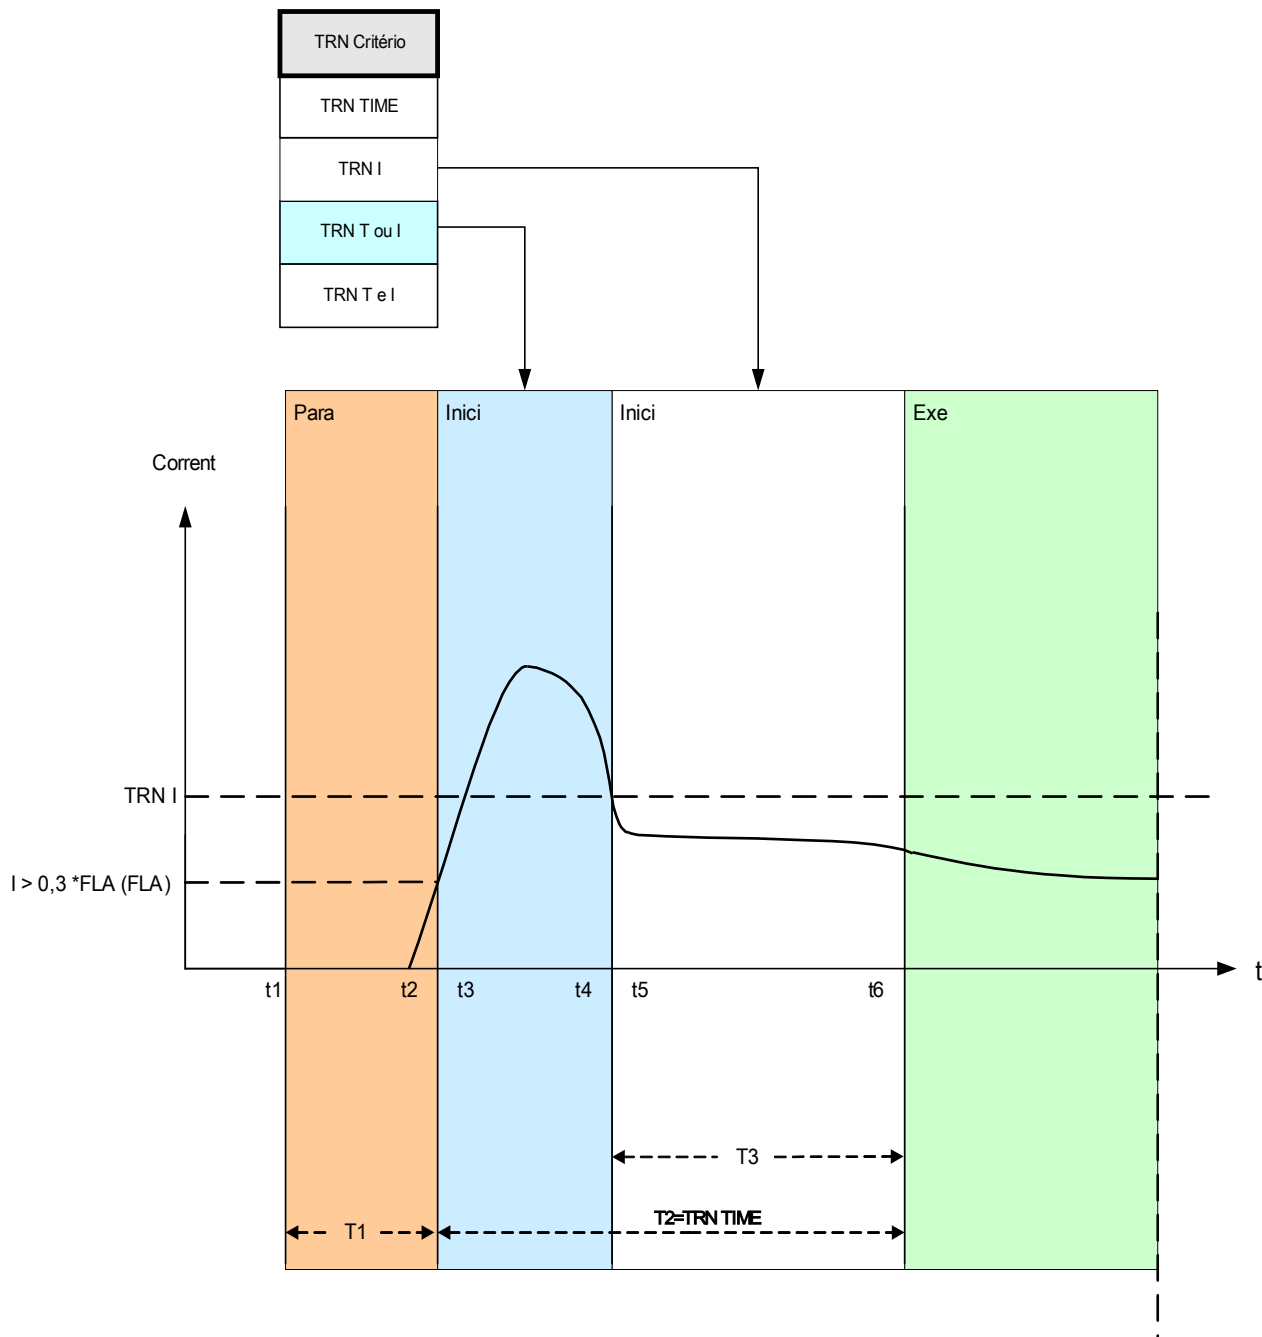 TRN Critério
TRN TIME
TRN I
TRN T ou I
TRN T e I
Para
Inici
Inici
Exe
Corrent
TRN I
I > 0,3 *FLA (FLA)
t
t1
t2
t3
t4
t5
t6
T3
T2=TRN TIME
T1